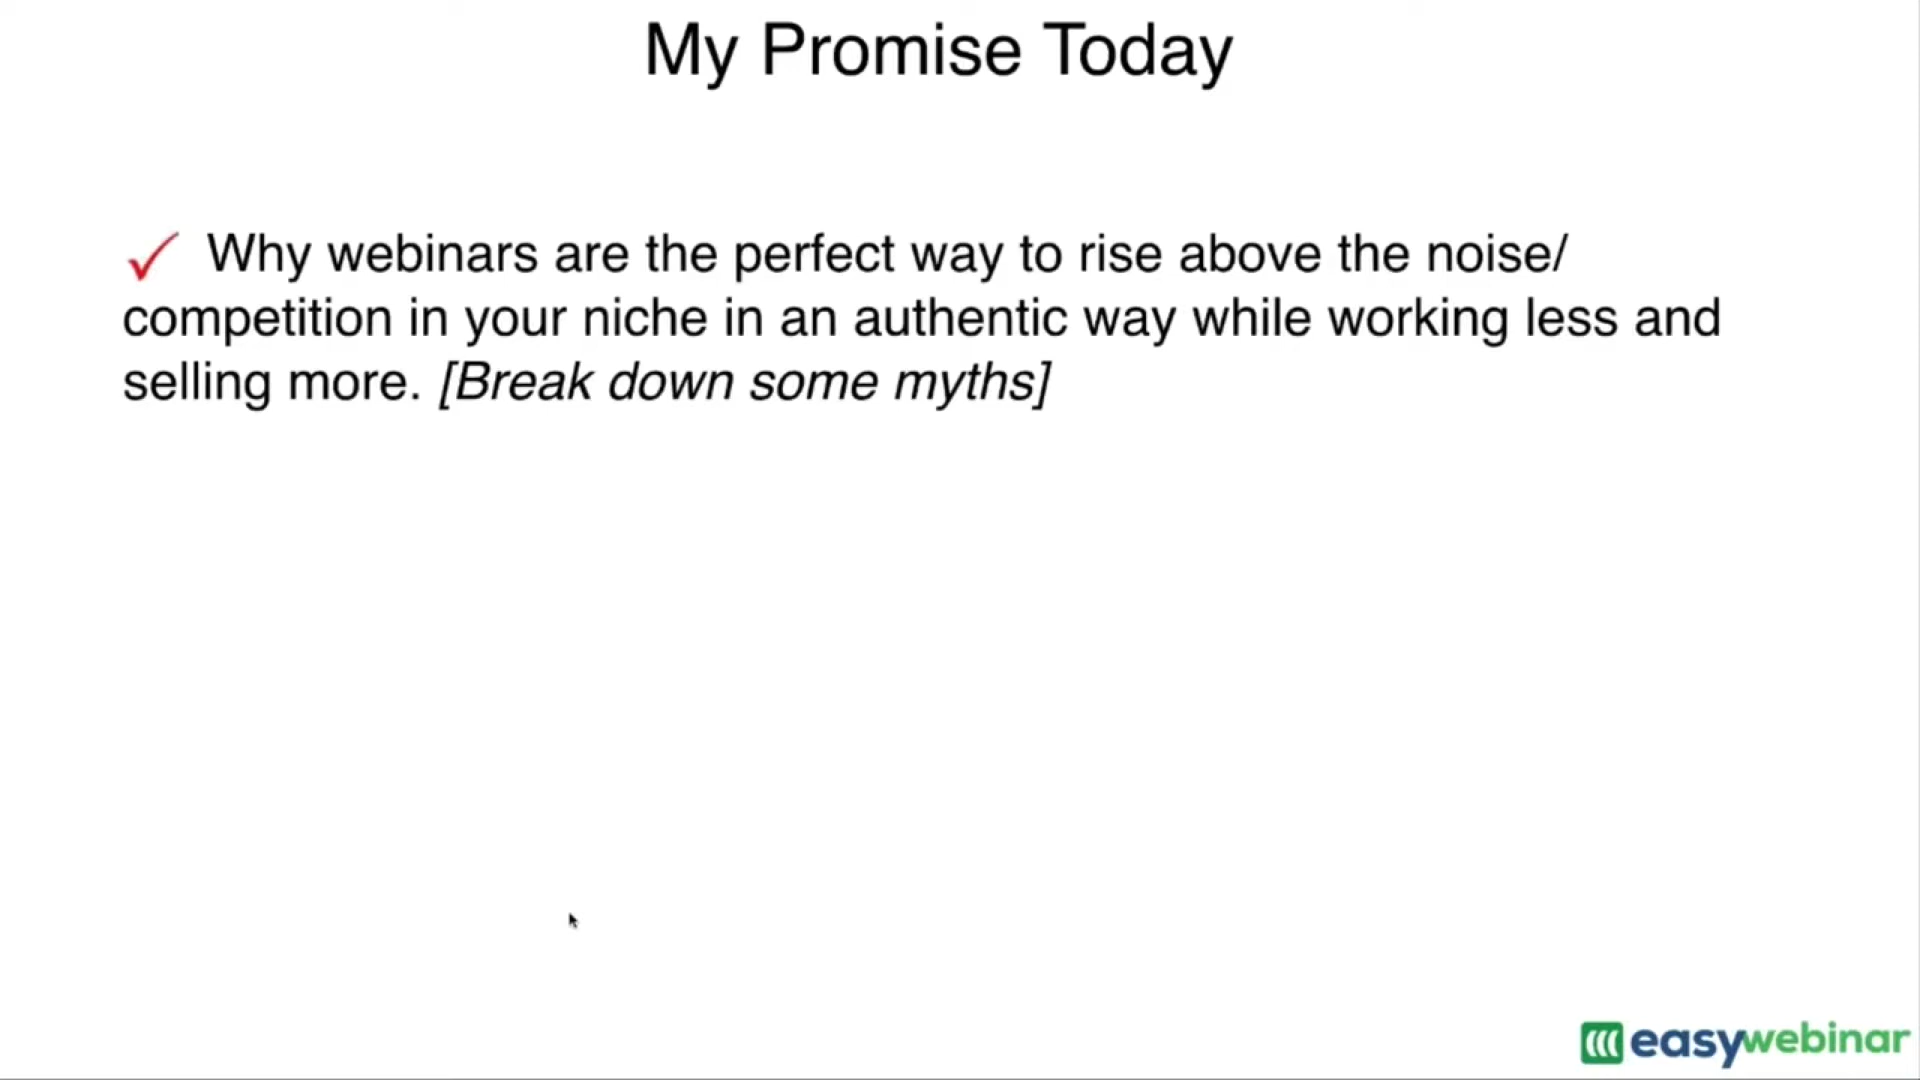 My Promise Today
Why webinars are the perfect way to rise above the noise/
competition in your niche in an authentic way while working less and
selling more. [Break down some myths]
easywebinar